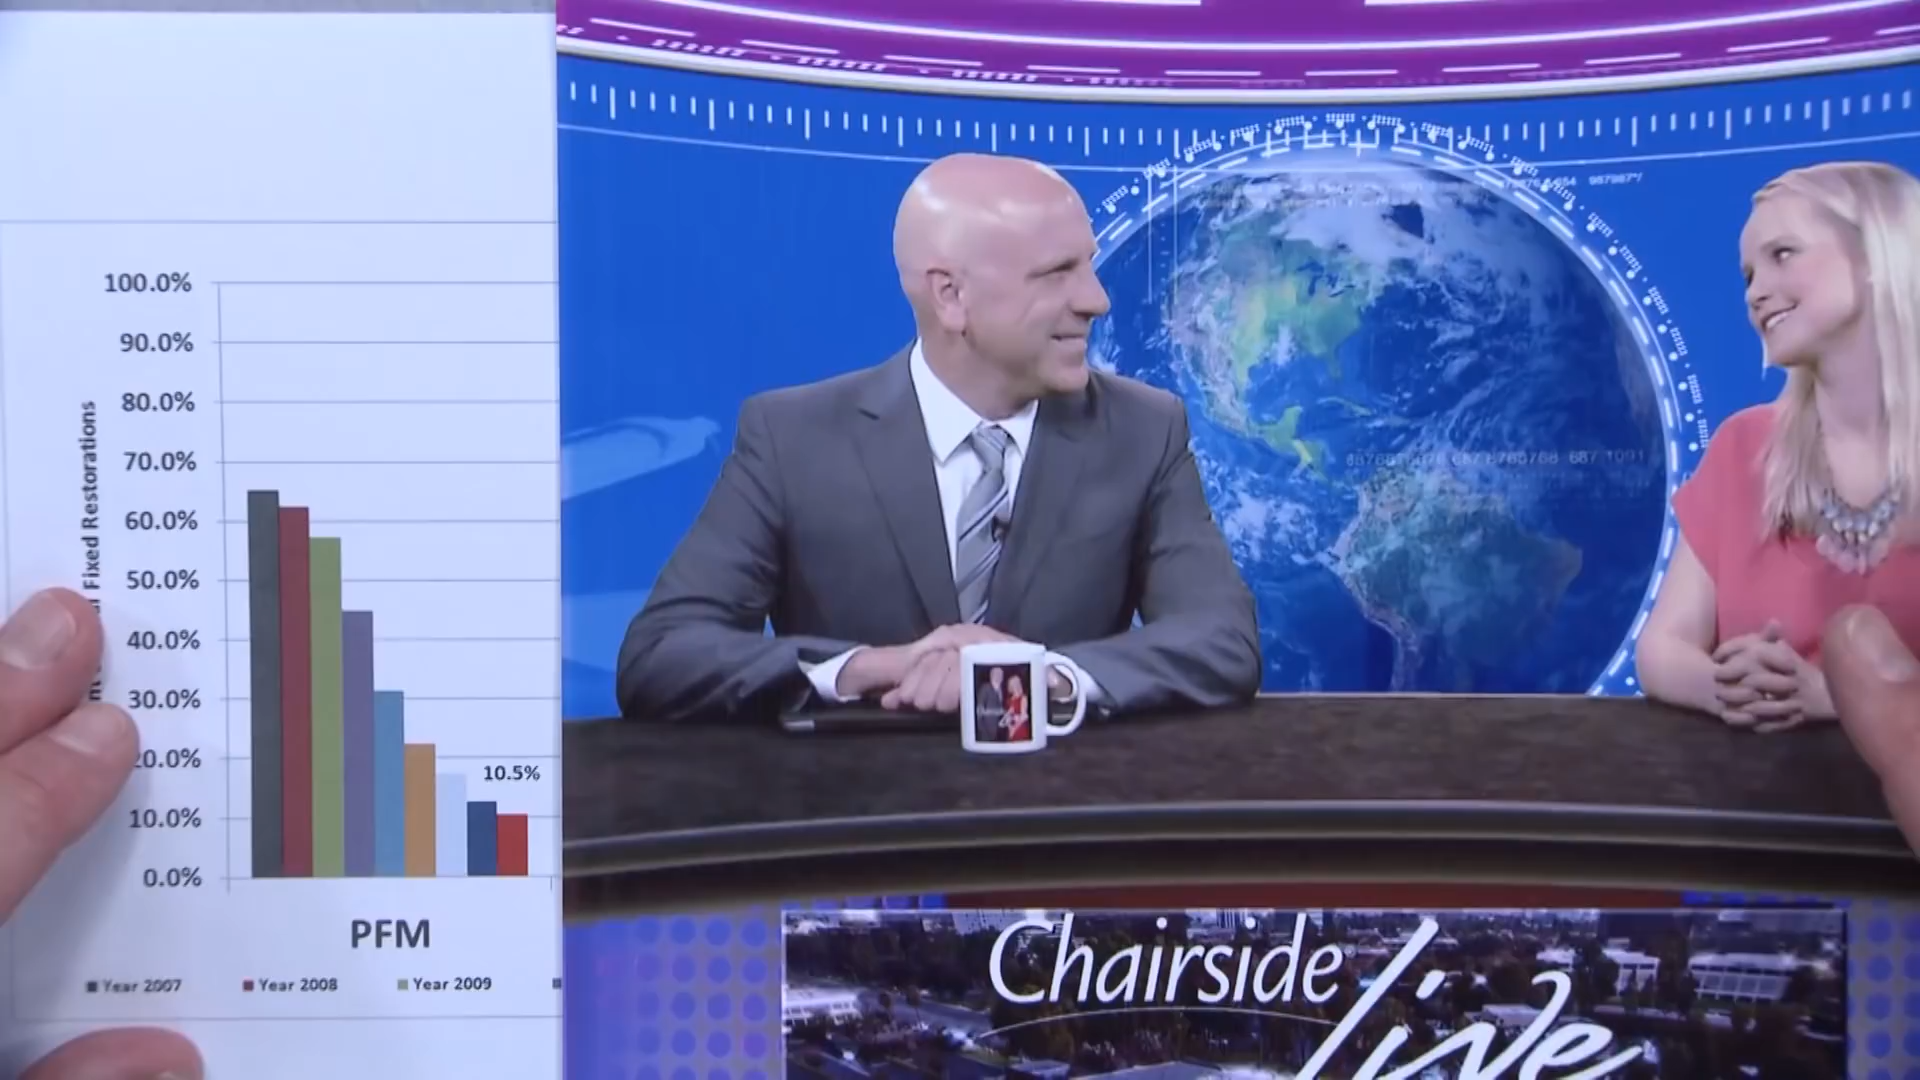 100.0%
90.0%
80.0%
70.0%
60.0%
50.0%
40.0%
30.0%
20.0%
10.0%
0.0%
Fixed Restorations
10.5%
PFM
Year 2007
Year 2008
Year 2009
Chairside
Live